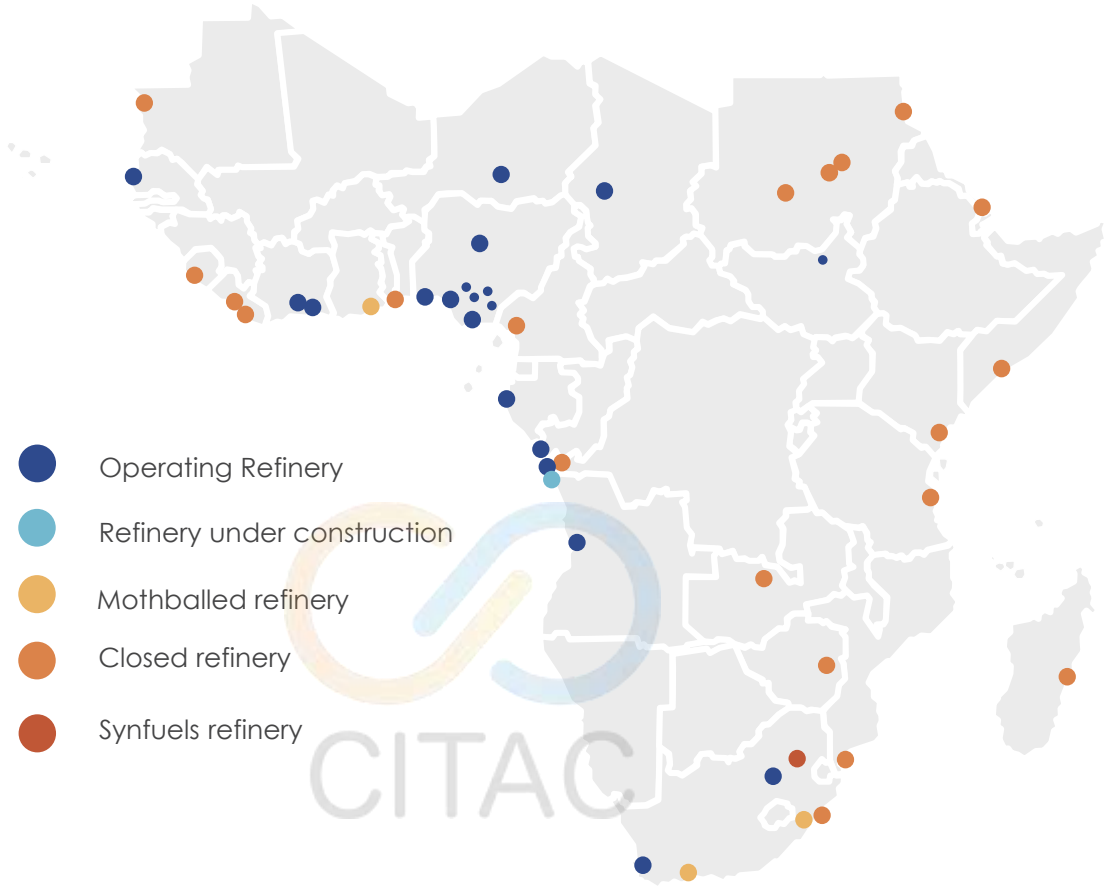 Operating Refinery
Refinery under construction
Mothballed refinery
Closed refinery
Synfuels refinery
CITAC